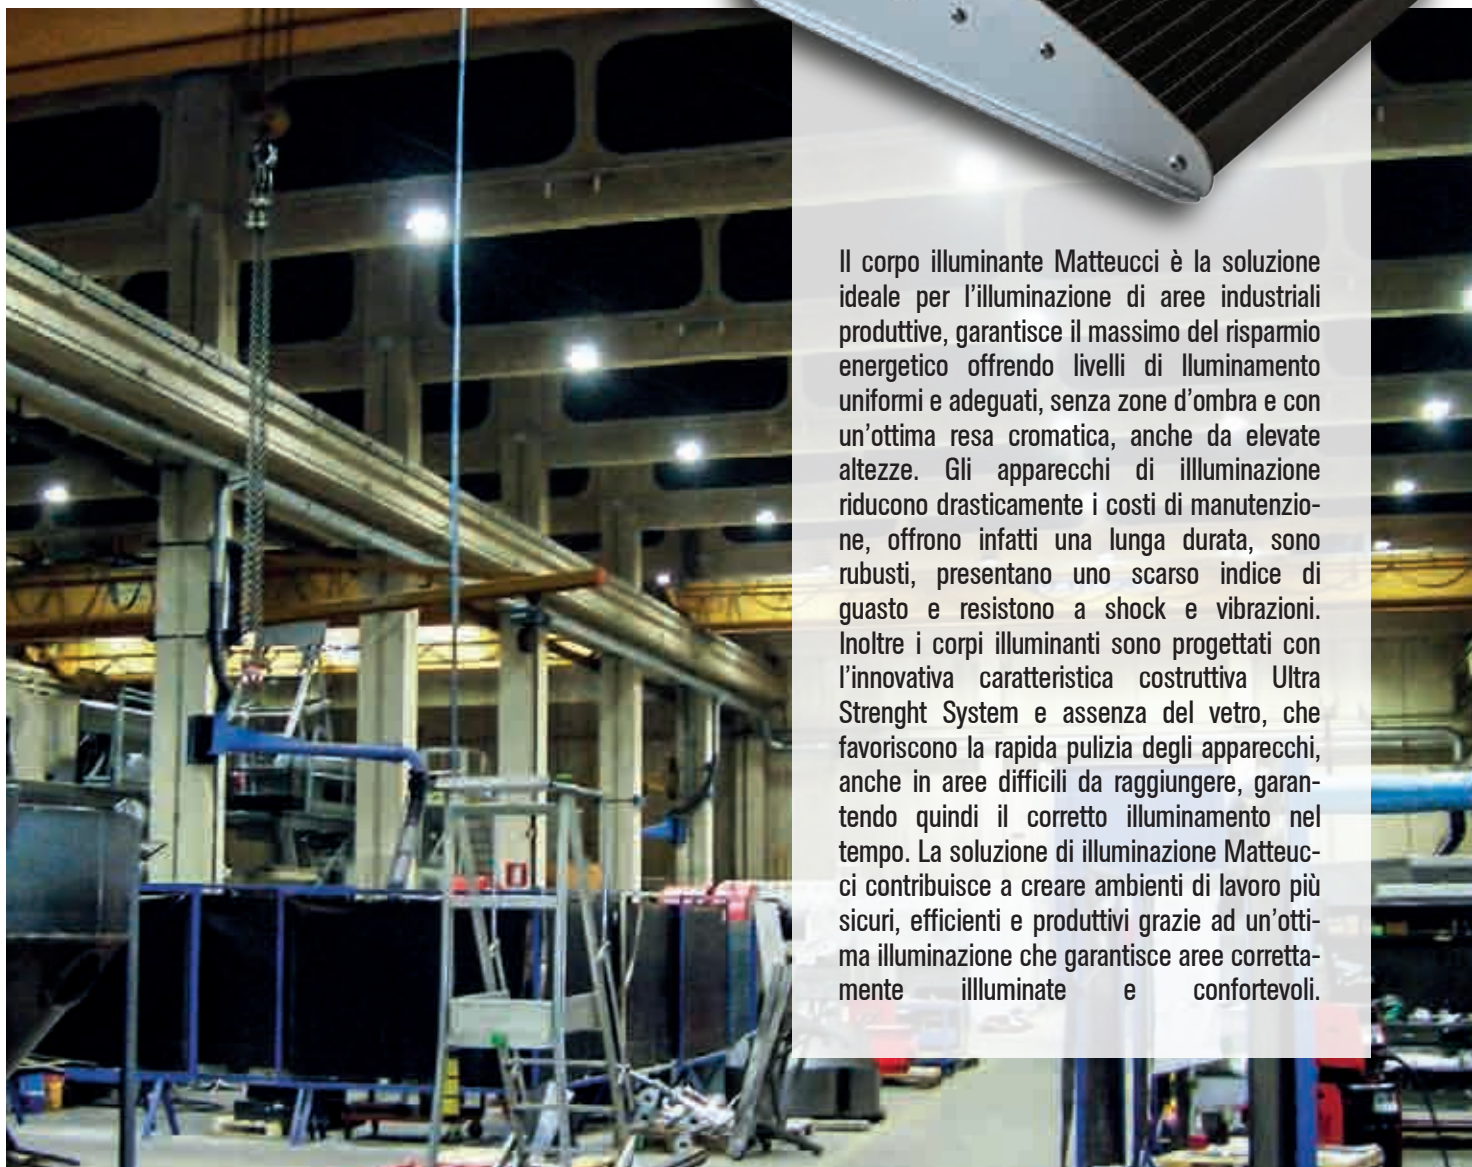 Il corpo illuminante Matteucci è la soluzione
ideale per l’illuminazione di aree industriali
produttive, garantisce il massimo del risparmio
energetico offrendo livelli di lluminamento
uniformi e adeguati, senza zone d’ombra e con
un’ottima resa cromatica, anche da elevate
altezze. Gli apparecchi di illluminazione
riducono drasticamente i costi di manutenzio-
ne, offrono infatti una lunga durata, sono
rubusti, presentano uno scarso indice di
guasto e resistono a shock e vibrazioni.
Inoltre i corpi illuminanti sono progettati con
l’innovativa caratteristica costruttiva Ultra
Strenght System e assenza del vetro, che
favoriscono la rapida pulizia degli apparecchi,
anche in aree difficili da raggiungere, garan-
tendo quindi il corretto illuminamento nel
tempo. La soluzione di illuminazione Matteuc-
ci contribuisce a creare ambienti di lavoro più
sicuri, efficienti e produttivi grazie ad un’otti-
ma illuminazione che garantisce aree corretta-
mente illluminate e confortevoli.